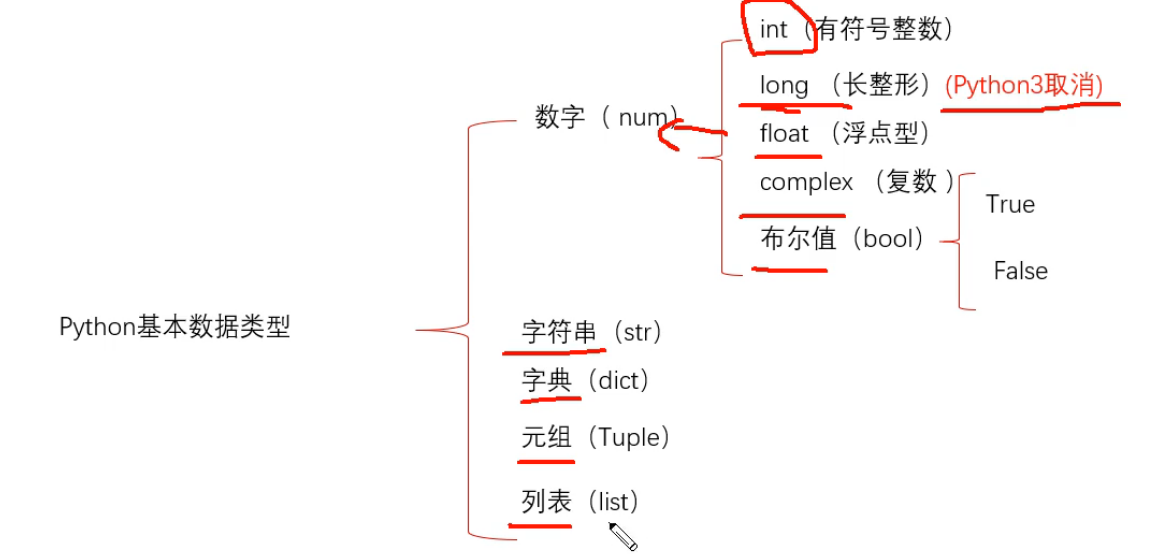 int（有符号整数）
long （长整形）(Python3取消)
数字（ num）
float （浮点型）
complex （复数 ）
True
布尔值（bool）
False
Python基本数据类型
字符串（str）
字典（dict）
元组（Tuple）
列表（list）